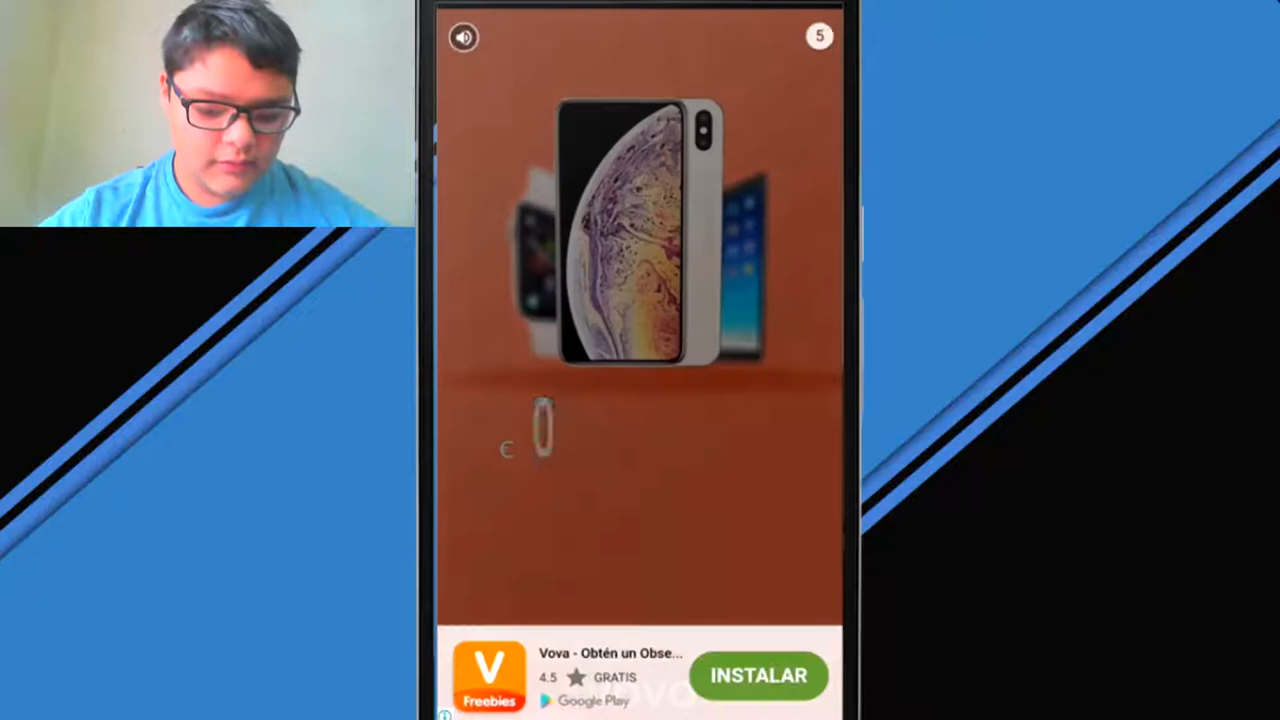 5
€
Vova - Obtén un Obse...
4.5 GRATIS
Google Play
INSTALAR
V
Freebies